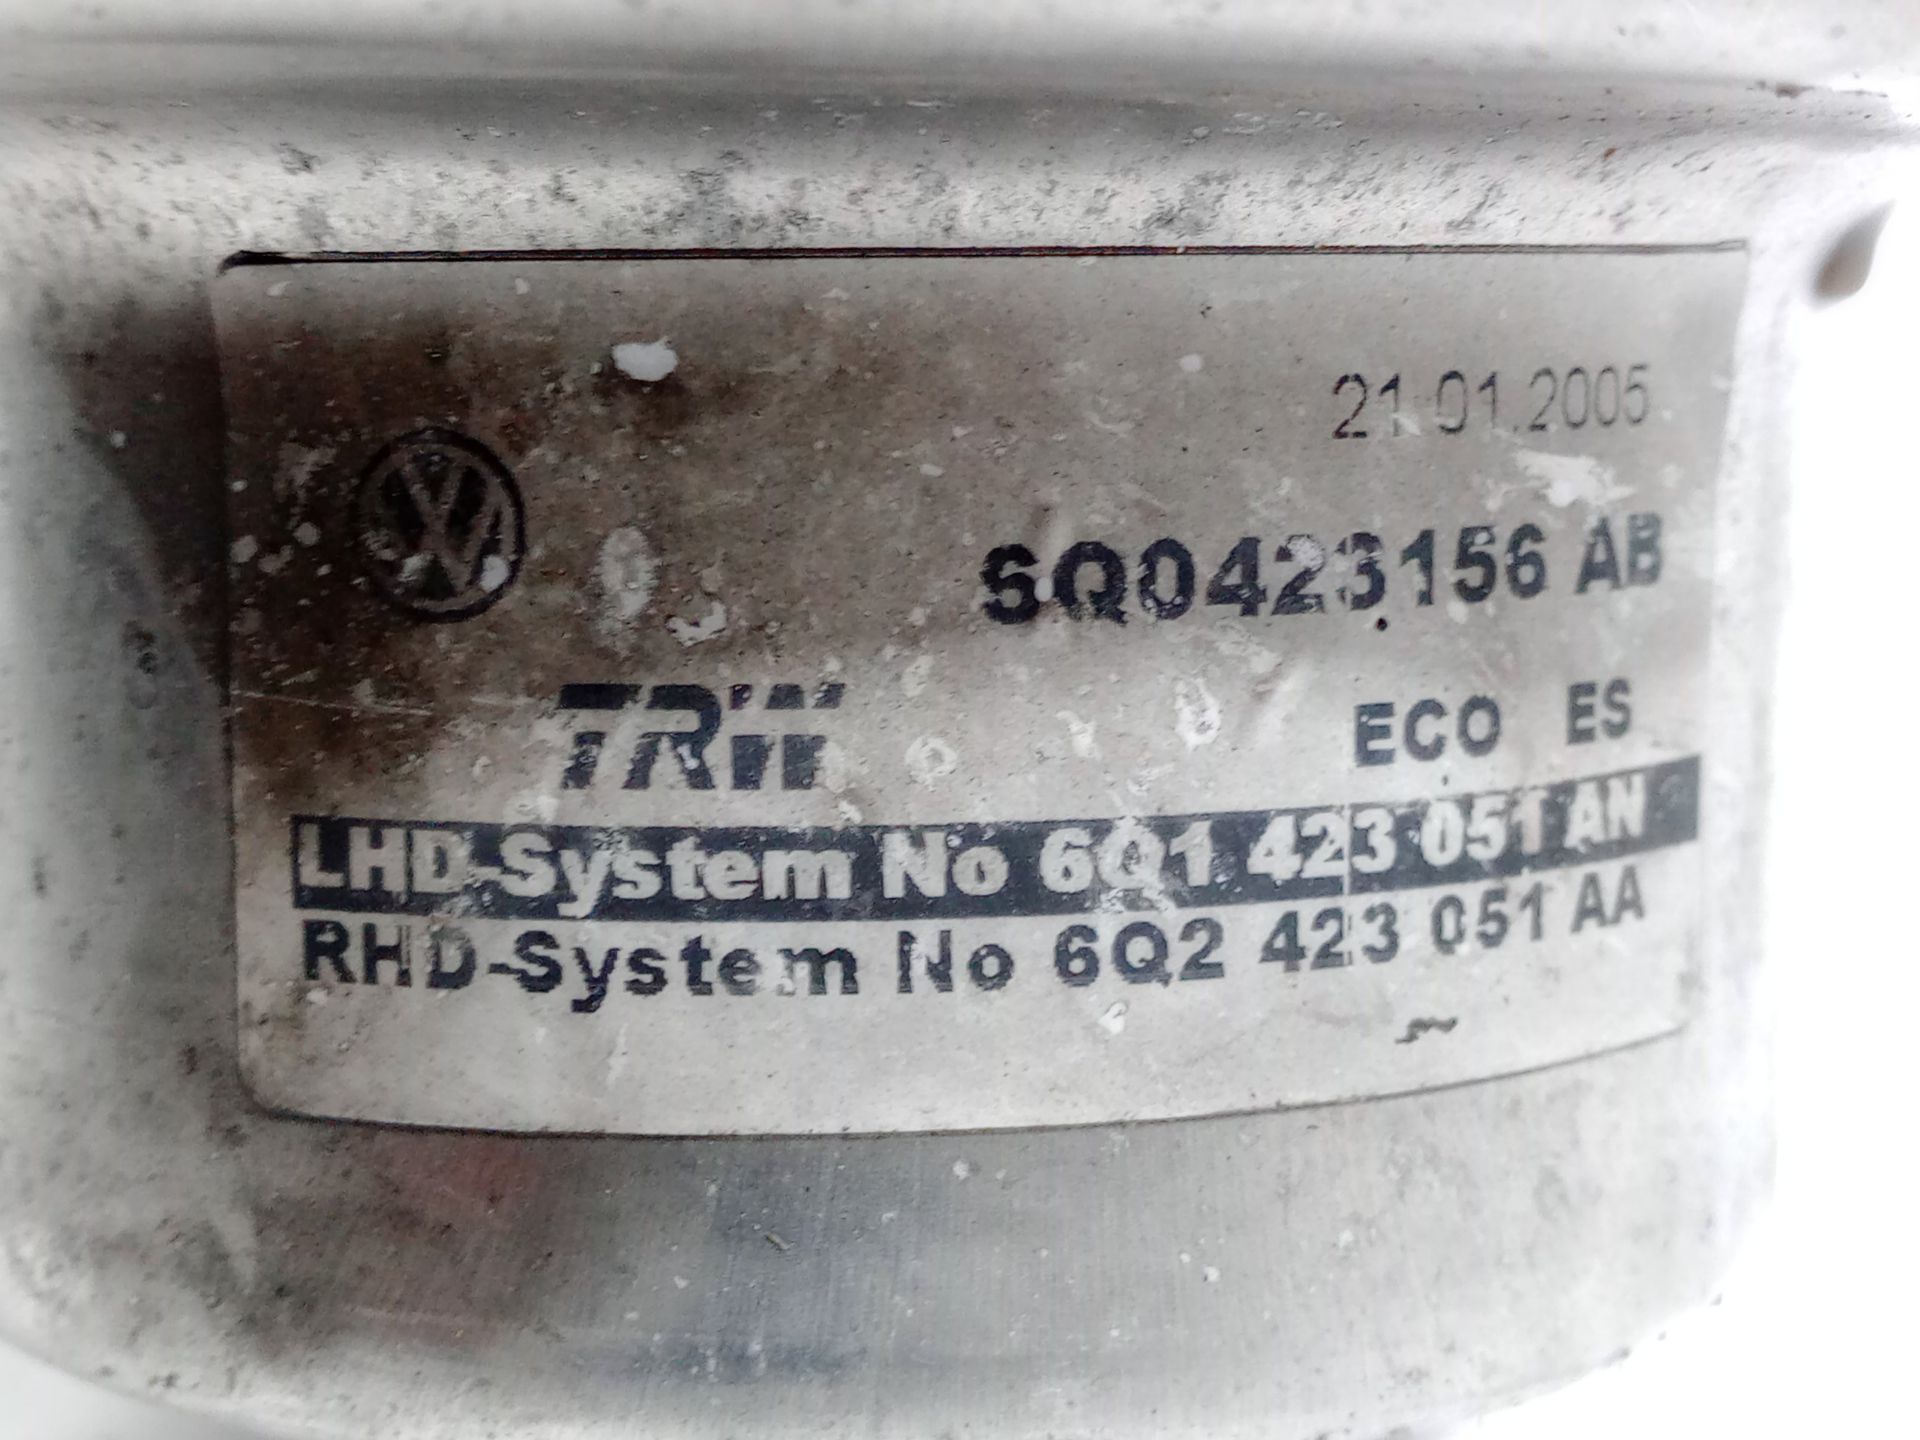 21.01.2005
6Q0423156 AB
TRW ECO ES
LHD-System No 6Q1 423 051 AN
RHD-System No 6Q2 423 051 AA